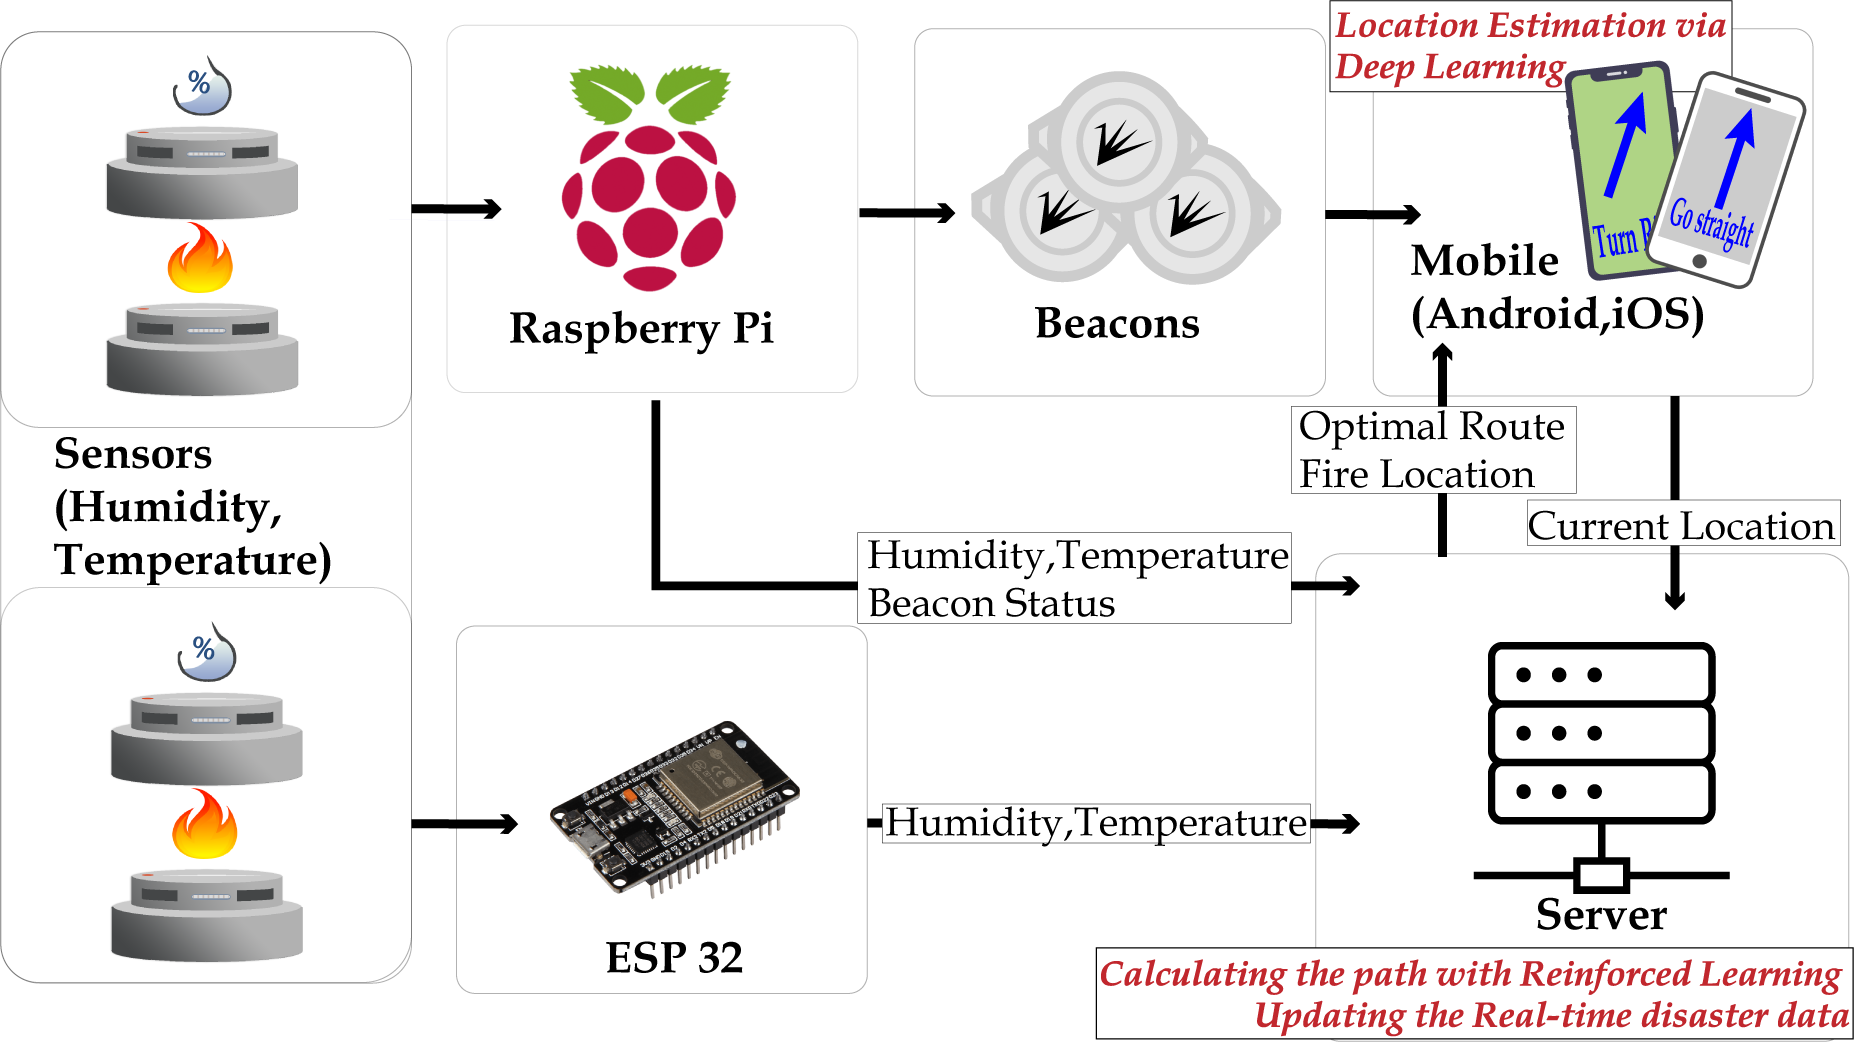 Location Estimation via
Deep Learning
%
Turn
Go straight
Mobile
(Android,iOS)
Raspberry Pi
Beacons
Sensors
(Humidity,
Temperature)
Optimal Route
Fire Location
Current Location
Humidity,Temperature
Beacon Status
%
Humidity,Temperature
ESP 32
Server
Calculating the path with Reinforced Learning
Updating the Real-time disaster data